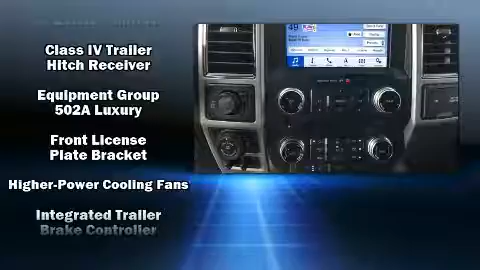 Class IV Trailer
Hitch Receiver
Equipment Group
502A Luxury
Front License
Plate Bracket
Higher-Power Cooling Fans
Integrated Trailer
Brake Controller